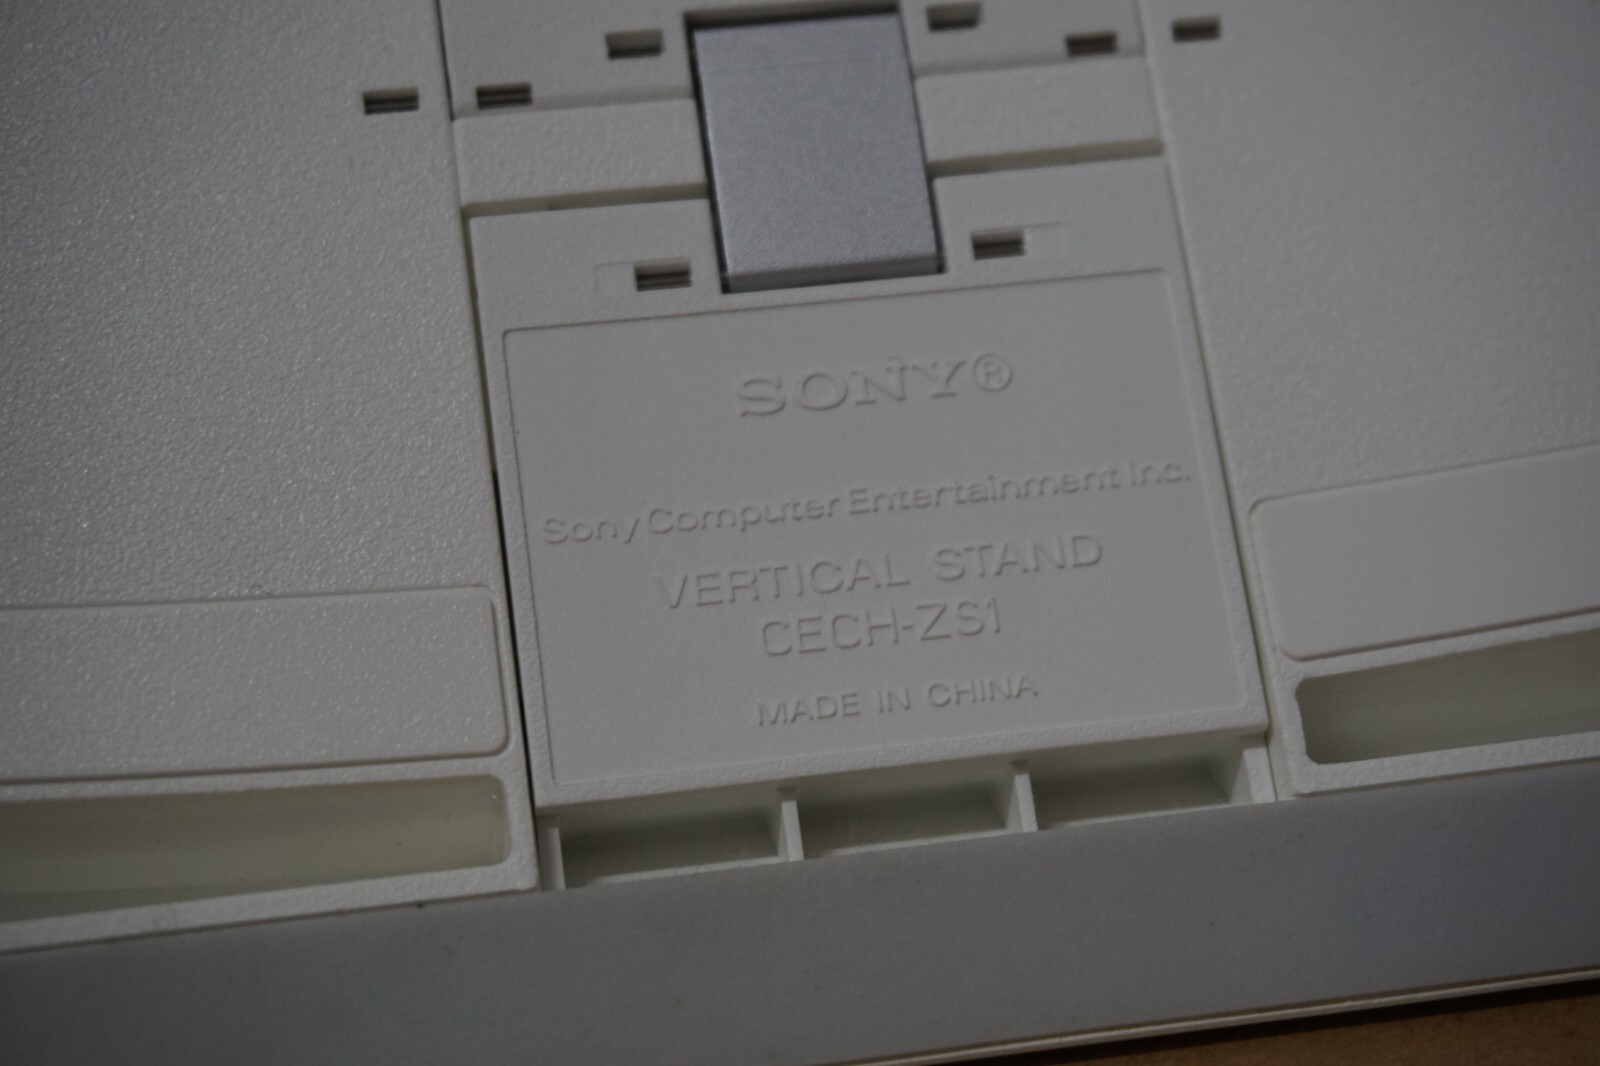 SONY®
Sony Computer Entertainment Inc.
VERTICAL STAND
CECH-ZS1
MADE IN CHINA